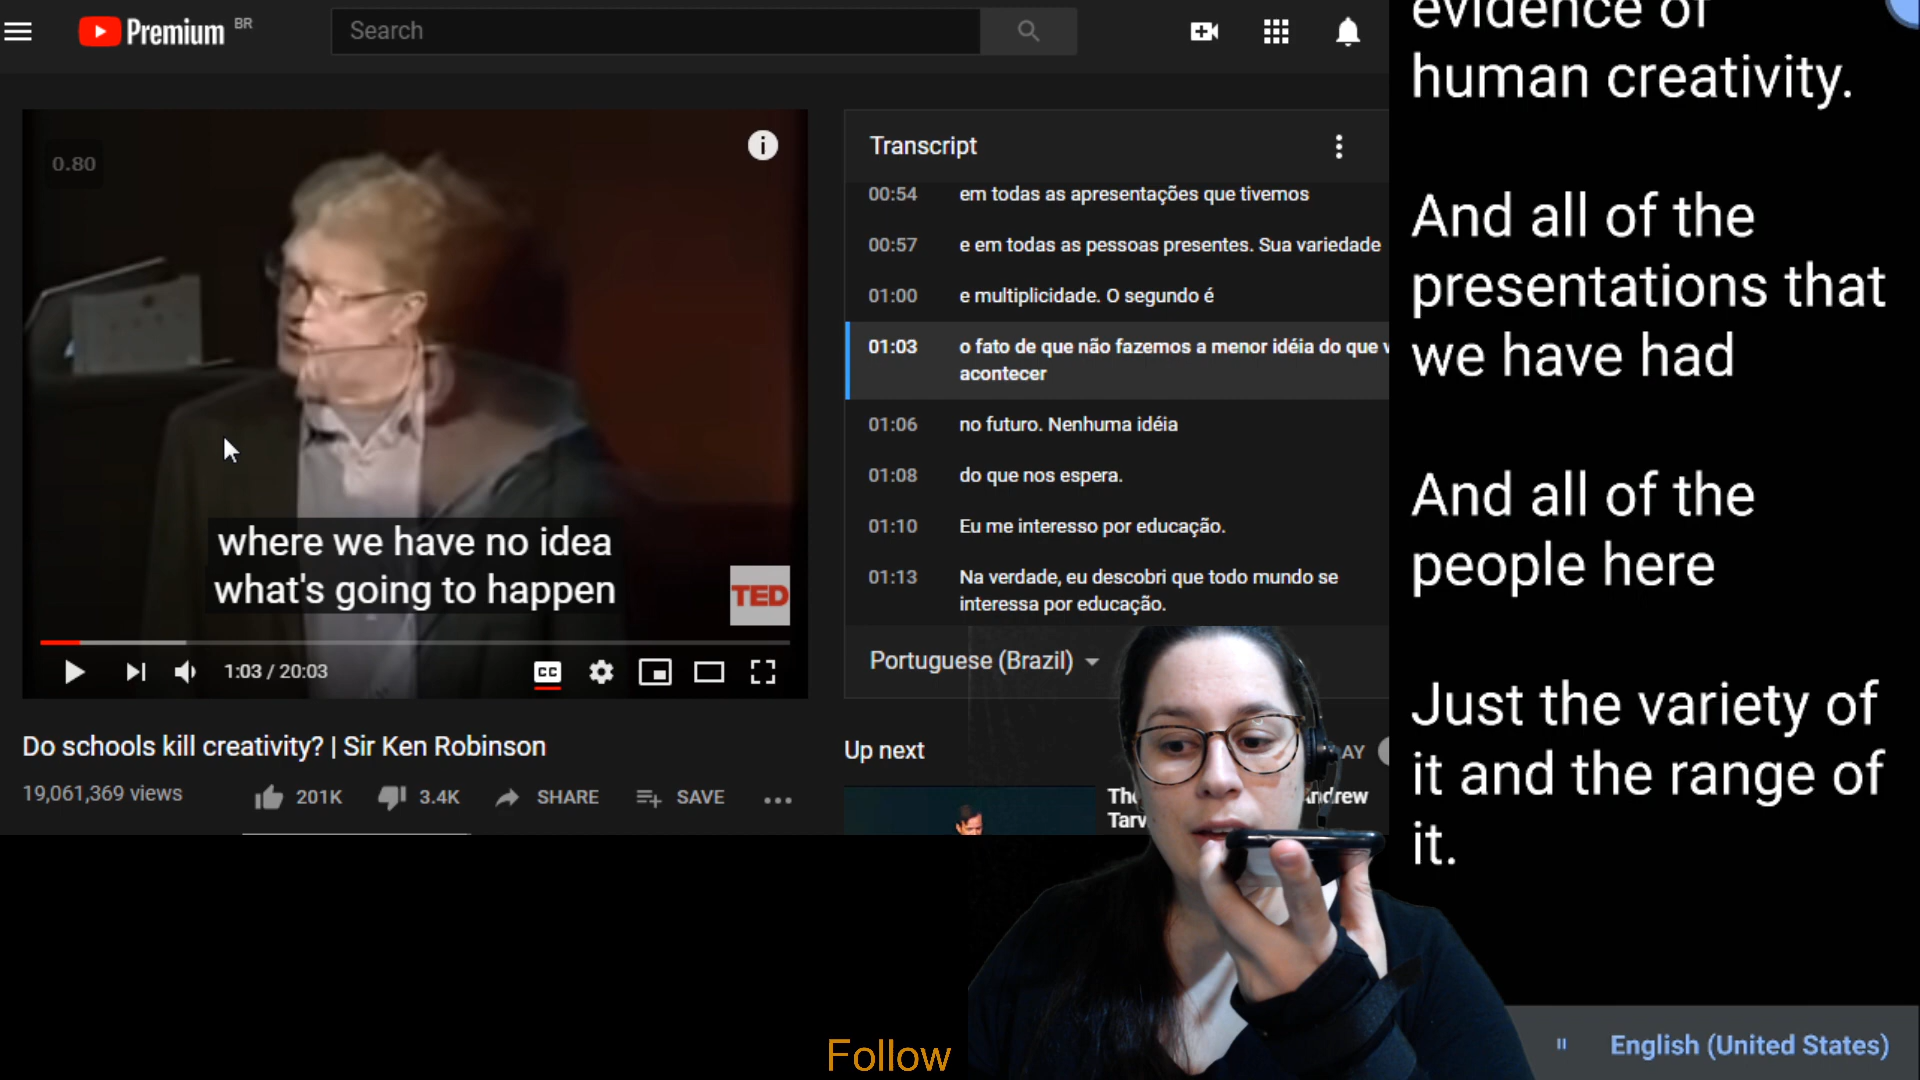 Premium BR
Search
0.80
i
where we have no idea
what's going to happen
TED
1:03 / 20:03
CC
Do schools kill creativity? | Sir Ken Robinson
19,061,369 views
201K
3.4K
SHARE
SAVE
Transcript
00:54 em todas as apresentações que tivemos
00:57 e em todas as pessoas presentes. Sua variedade
01:00 e multiplicidade. O segundo é
01:03 o fato de que não fazemos a menor idéia do que v
acontecer
01:06 no futuro. Nenhuma idéia
01:08 do que nos espera.
01:10 Eu me interesso por educação.
01:13 Na verdade, eu descobri que todo mundo se
interessa por educação.
Portuguese (Brazil)
Up next
AY
Andrew
Tarv
evidence of
human creativity.
And all of the
presentations that
we have had
And all of the
people here
Just the variety of
it and the range of
it.
English (United States)
Follow